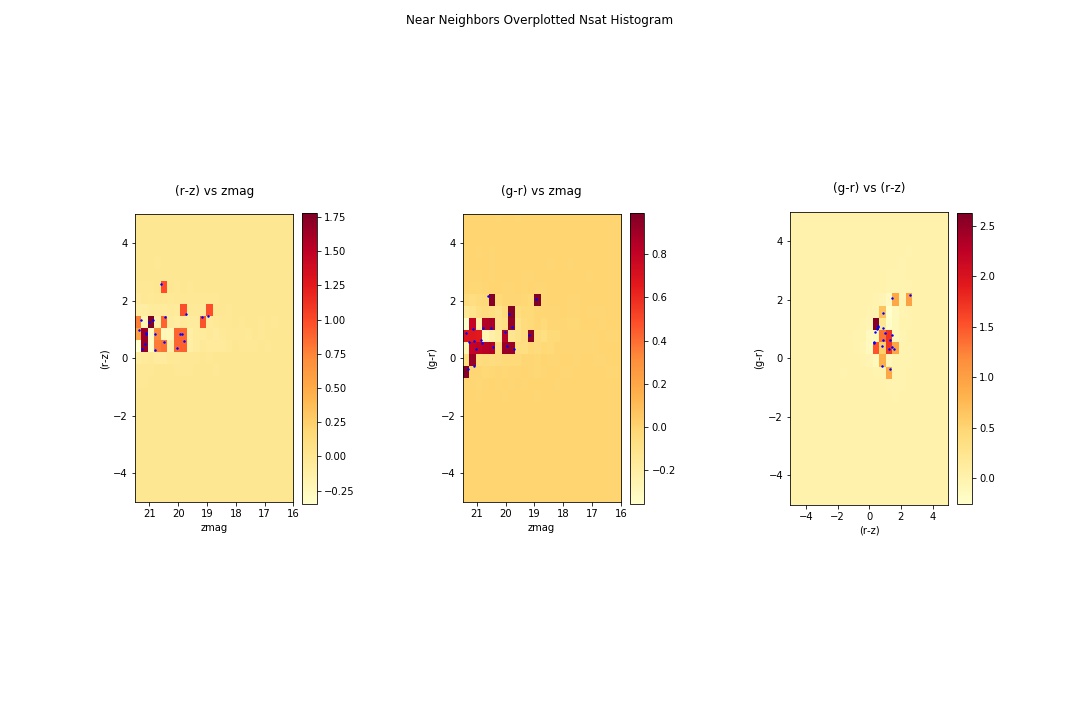 Near Neighbors Overplotted Nsat Histogram
(r-z) vs zmag
(r-z)
4
2
0
−2
−4
21 20 19 18 17 16
zmag
1.75
1.50
1.25
1.00
0.75
0.50
0.25
0.00
−0.25
(g-r) vs zmag
(g-r)
4
2
0
−2
−4
21 20 19 18 17 16
zmag
0.8
0.6
0.4
0.2
0.0
−0.2
(g-r) vs (r-z)
(g-r)
4
2
0
−2
−4
−4 −2 0 2 4
(r-z)
2.5
2.0
1.5
1.0
0.5
0.0